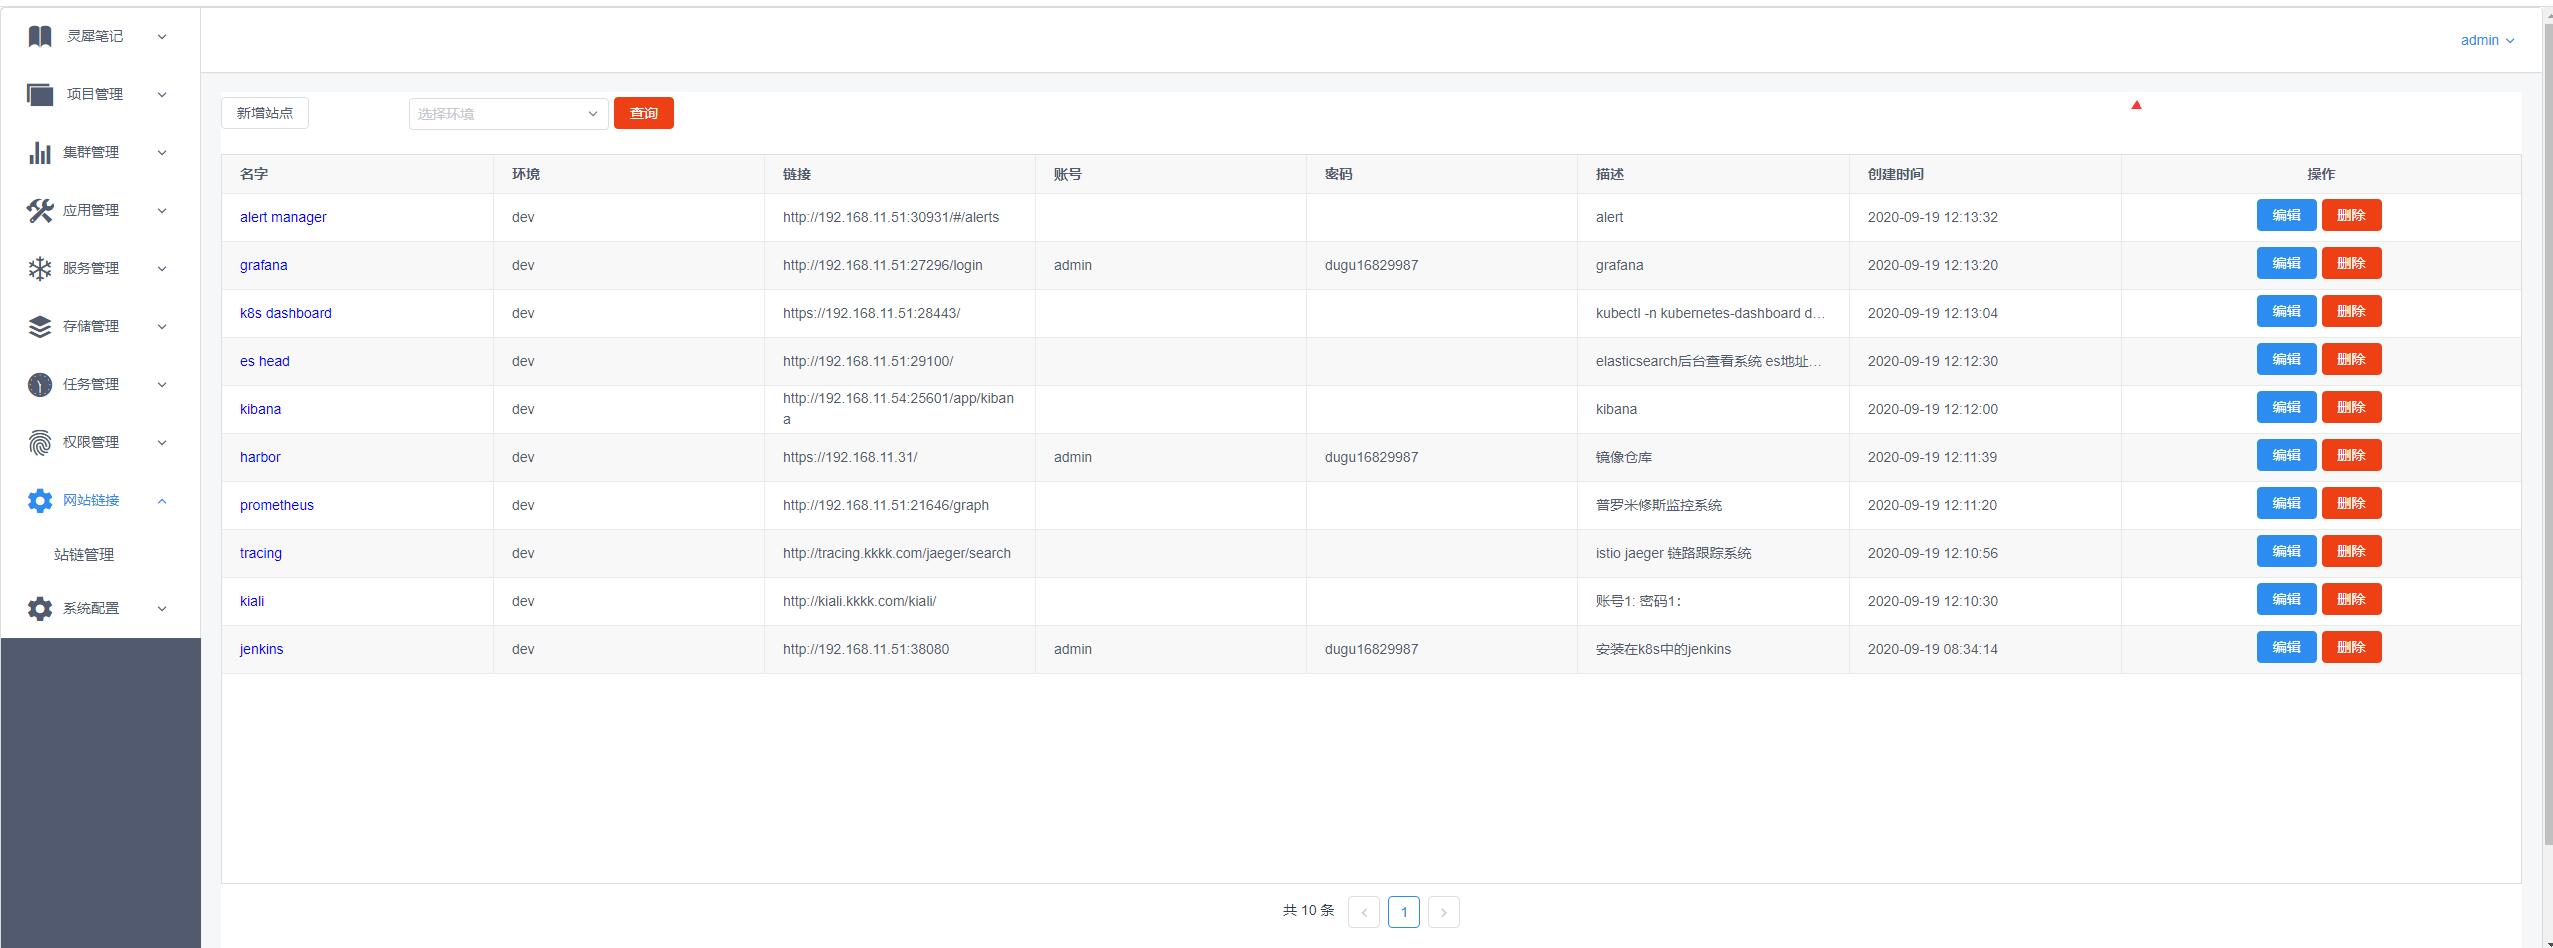 灵犀笔记
项目管理
集群管理
应用管理
服务管理
存储管理
任务管理
权限管理
网站链接
站链管理
系统配置
admin
新增站点 选择环境 查询
名字 环境 链接 账号 密码 描述 创建时间 操作
alert manager dev http://192.168.11.51:30931/#/alerts alert 2020-09-19 12:13:32 编辑 删除
grafana dev http://192.168.11.51:27296/login admin dugu16829987 grafana 2020-09-19 12:13:20 编辑 删除
k8s dashboard dev https://192.168.11.51:28443/ kubectl -n kubernetes-dashboard d... 2020-09-19 12:13:04 编辑 删除
es head dev http://192.168.11.51:29100/ elasticsearch后台查看系统 es地址... 2020-09-19 12:12:30 编辑 删除
kibana dev http://192.168.11.54:25601/app/kiban
a kibana 2020-09-19 12:12:00 编辑 删除
harbor dev https://192.168.11.31/ admin dugu16829987 镜像仓库 2020-09-19 12:11:39 编辑 删除
prometheus dev http://192.168.11.51:21646/graph 普罗米修斯监控系统 2020-09-19 12:11:20 编辑 删除
tracing dev http://tracing.kkkk.com/jaeger/search istio jaeger 链路跟踪系统 2020-09-19 12:10:56 编辑 删除
kiali dev http://kiali.kkkk.com/kiali/ 账号1: 密码1: 2020-09-19 12:10:30 编辑 删除
jenkins dev http://192.168.11.51:38080 admin dugu16829987 安装在k8s中的jenkins 2020-09-19 08:34:14 编辑 删除
共 10 条 1